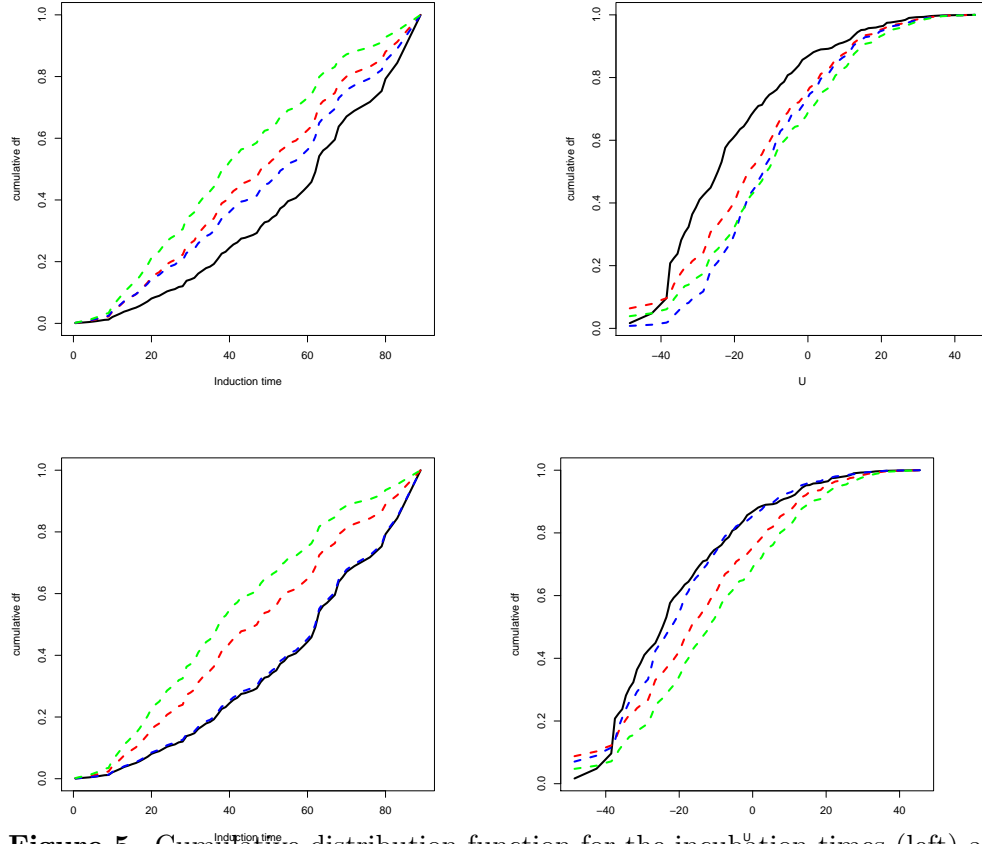 cumulative df
0.0 0.2 0.4 0.6 0.8 1.0
0 20 40 60 80
Induction time
cumulative df
0.0 0.2 0.4 0.6 0.8 1.0
−40 −20 0 20 40
U
cumulative df
0.0 0.2 0.4 0.6 0.8 1.0
0 20 40 60 80
Induction time
cumulative df
0.0 0.2 0.4 0.6 0.8 1.0
−40 −20 0 20 40
U
Figure 5. Cumulative distribution function for the incubation times (left) a